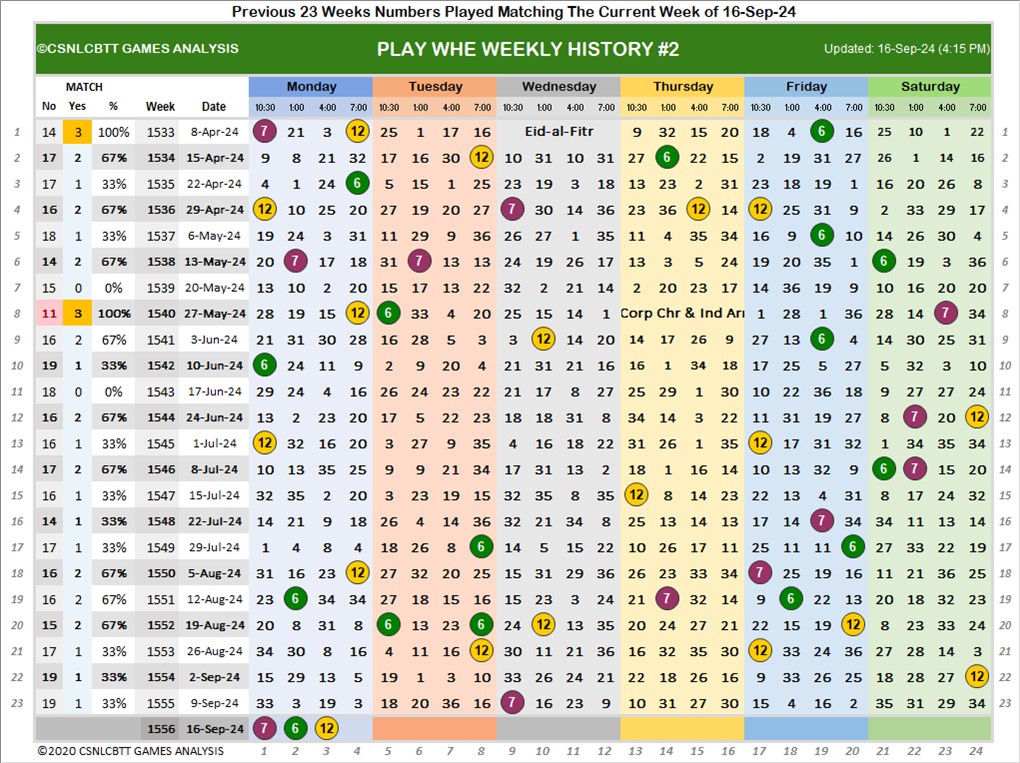 Previous 23 Weeks Numbers Played Matching The Current Week of 16-Sep-24
©CSNLCBTT GAMES ANALYSIS PLAY WHE WEEKLY HISTORY #2 Updated: 16-Sep-24 (4:15 PM)
MATCH Monday Tuesday Wednesday Thursday Friday Saturday
No Yes % Week Date 10:30 1:00 4:00 7:00 10:30 1:00 4:00 7:00 10:30 1:00 4:00 7:00 10:30 1:00 4:00 7:00 10:30 1:00 4:00 7:00 10:30 1:00 4:00 7:00
1 14 3 100% 1533 8-Apr-24 7 21 3 12 25 1 17 16 Eid-al-Fitr 9 32 15 20 18 4 6 16 25 10 1 22 1
2 17 2 67% 1534 15-Apr-24 9 8 21 32 17 16 30 12 10 31 10 31 27 6 22 15 2 19 31 27 26 1 14 16 2
3 17 1 33% 1535 22-Apr-24 4 1 24 6 5 15 1 25 23 19 3 18 13 23 2 31 23 18 19 1 16 20 26 8 3
4 16 2 67% 1536 29-Apr-24 12 10 25 20 27 19 20 27 7 30 14 36 23 36 12 14 12 25 31 9 2 33 29 17 4
5 18 1 33% 1537 6-May-24 19 24 3 31 11 29 9 36 26 27 1 35 11 4 35 34 16 9 6 10 14 26 30 4 5
6 14 2 67% 1538 13-May-24 20 7 17 18 31 7 13 13 24 19 26 17 13 3 5 24 19 20 35 1 6 19 3 36 6
7 15 0 0% 1539 20-May-24 13 10 2 20 15 17 13 22 32 2 21 14 2 20 23 17 14 36 19 9 10 16 20 20 7
8 11 3 100% 1540 27-May-24 28 19 15 12 6 33 4 20 25 15 14 1 Corp Chr & Ind Arr 1 28 1 36 28 14 7 34 8
9 16 2 67% 1541 3-Jun-24 21 31 30 28 16 28 5 3 3 12 14 20 14 17 26 9 27 13 6 4 14 30 25 31 9
10 19 1 33% 1542 10-Jun-24 6 24 11 9 2 9 20 4 21 31 21 16 16 1 34 18 17 25 5 27 5 32 3 10 10
11 18 0 0% 1543 17-Jun-24 29 24 4 16 26 24 23 22 21 17 8 27 25 29 1 30 10 22 36 18 9 27 27 24 11
12 16 2 67% 1544 24-Jun-24 13 2 23 20 17 5 22 23 18 18 31 8 34 14 3 22 11 31 19 27 8 7 20 12 12
13 16 1 33% 1545 1-Jul-24 12 32 16 20 3 27 9 35 4 16 18 22 31 26 1 35 12 17 31 32 1 34 35 34 13
14 17 2 67% 1546 8-Jul-24 10 13 35 25 9 9 21 34 17 31 13 2 18 1 16 14 10 13 32 9 6 7 15 20 14
15 16 1 33% 1547 15-Jul-24 32 35 2 20 3 23 19 15 32 35 8 35 12 8 14 23 22 13 4 31 8 17 24 32 15
16 14 1 33% 1548 22-Jul-24 14 21 9 18 26 4 14 36 32 21 34 8 25 13 14 13 17 14 7 34 34 11 13 14 16
17 17 1 33% 1549 29-Jul-24 1 4 8 4 18 26 8 6 14 5 15 22 10 26 17 11 25 11 11 6 27 33 22 19 17
18 16 2 67% 1550 5-Aug-24 31 16 23 12 27 32 20 25 15 31 29 36 26 23 33 34 7 25 19 16 11 21 36 25 18
19 16 2 67% 1551 12-Aug-24 23 6 34 34 27 18 15 16 15 23 3 24 21 7 32 14 9 6 22 13 20 18 32 23 19
20 15 2 67% 1552 19-Aug-24 20 8 31 8 6 13 23 6 24 12 13 35 20 24 27 21 22 15 19 12 8 23 33 24 20
21 17 1 33% 1553 26-Aug-24 34 30 8 16 4 11 16 12 30 11 21 36 16 32 35 30 12 33 24 36 27 28 14 3 21
22 19 1 33% 1554 2-Sep-24 15 29 13 5 19 1 3 10 33 26 24 21 22 18 26 16 9 33 26 25 18 28 27 12 22
23 19 1 33% 1555 9-Sep-24 33 3 19 3 18 20 36 16 7 16 23 9 10 31 27 30 15 4 16 2 35 31 29 34 23
1556 16-Sep-24 7 6 12
©2020 CSNLCBTT GAMES ANALYSIS 1 2 3 4 5 6 7 8 9 10 11 12 13 14 15 16 17 18 19 20 21 22 23 24